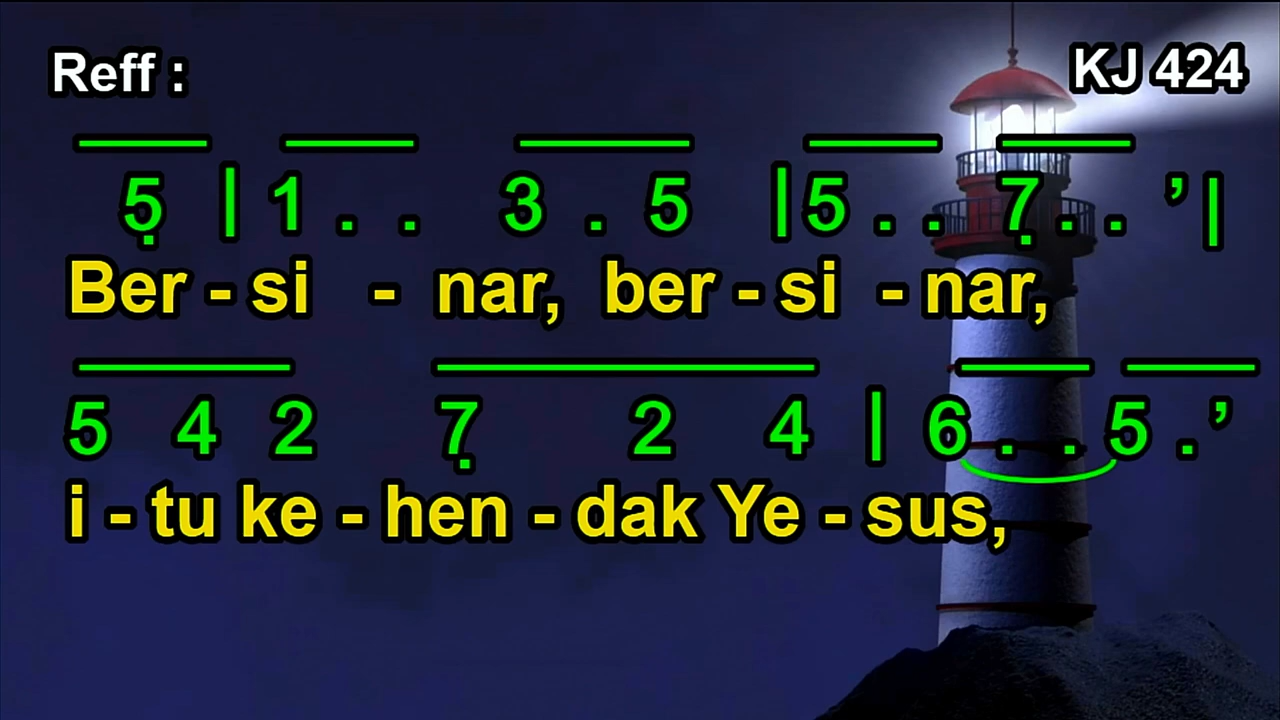 Reff : KJ 424
5̣ | 1 . . 3 . 5 | 5 . . 7̣ . . ’ |
Ber - si - nar, ber - si - nar,
5 4 2 7̣ 2 4 | 6 . . 5 . ’
i - tu ke - hen - dak Ye - sus,